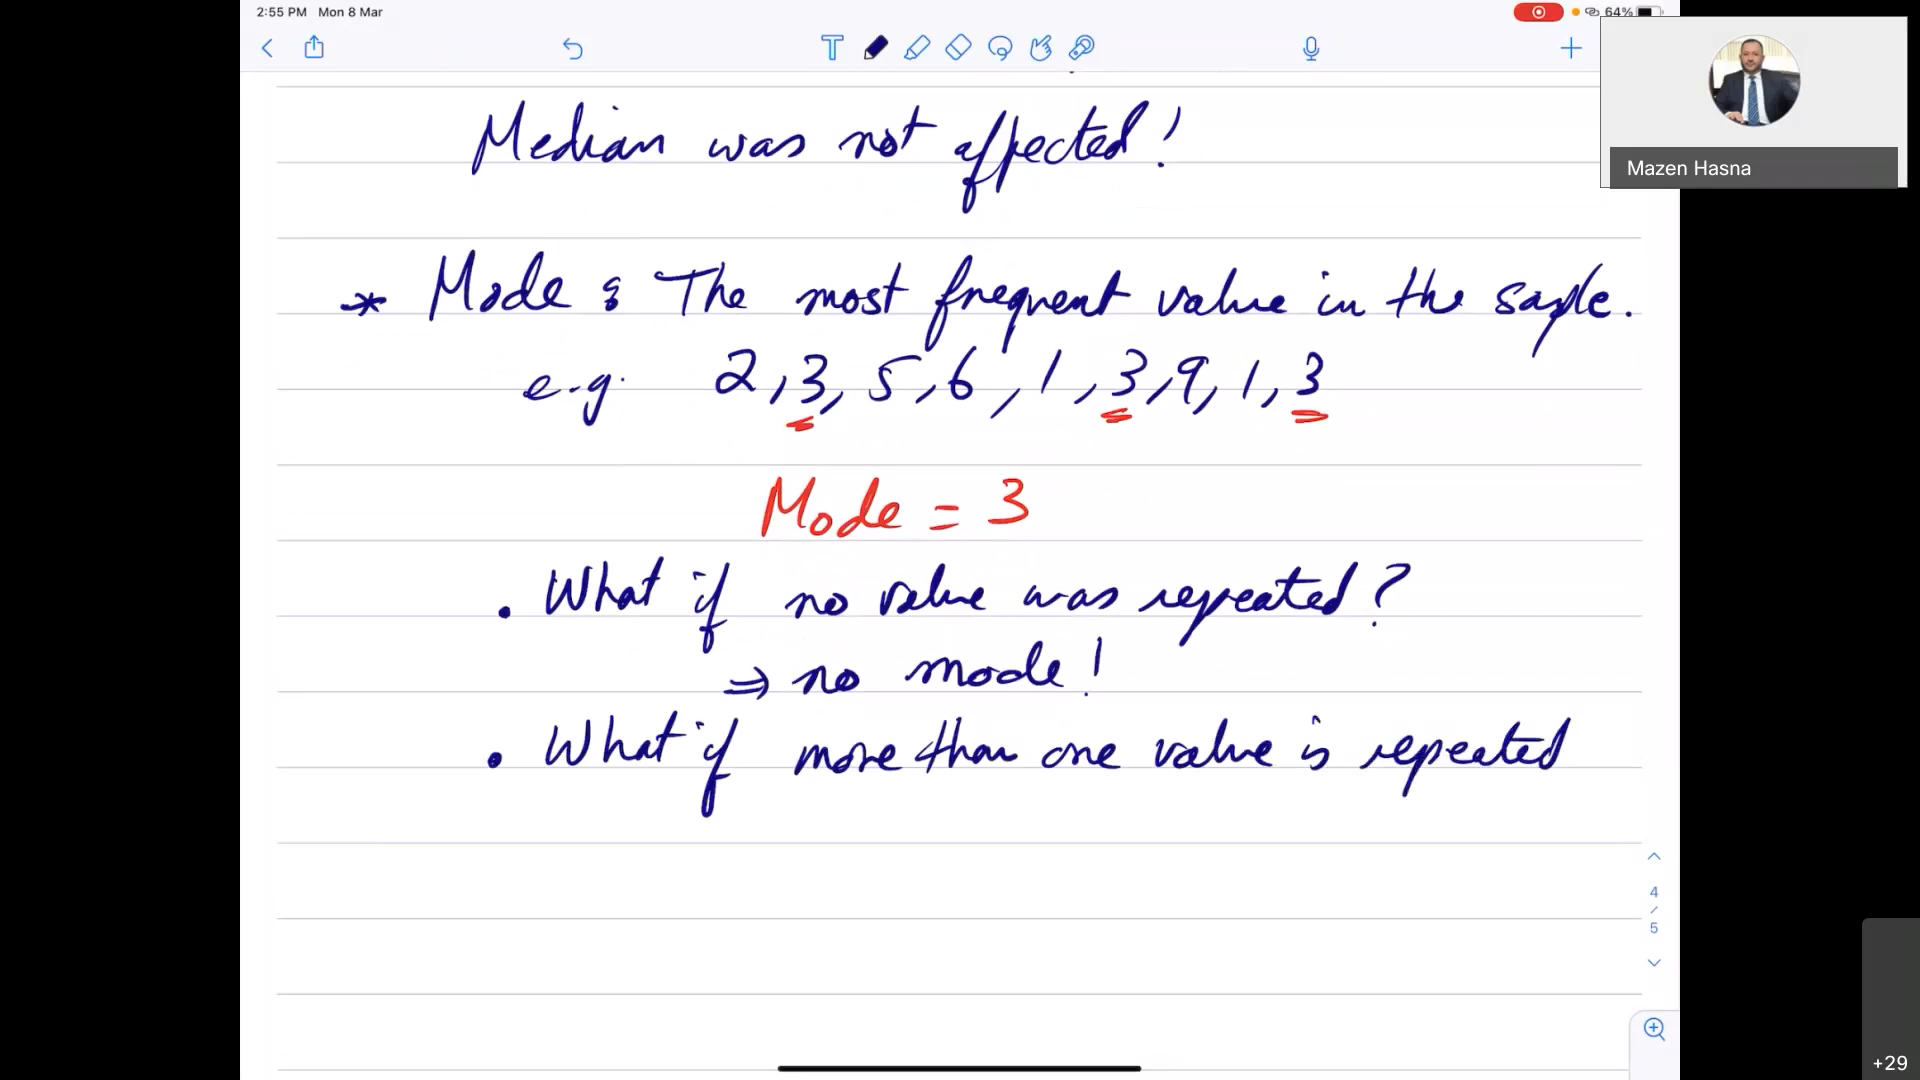 2:55 PM Mon 8 Mar
64%
Mazen Hasna
Median was not affected!
* Mode : The most frequent value in the saple.
e.g. 2, 3, 5, 6, 1, 3, 9, 1, 3
Mode = 3
. What if no value was repeated?
⇒ no mode!
. What if more than one value is repeated
4
/
5
+29